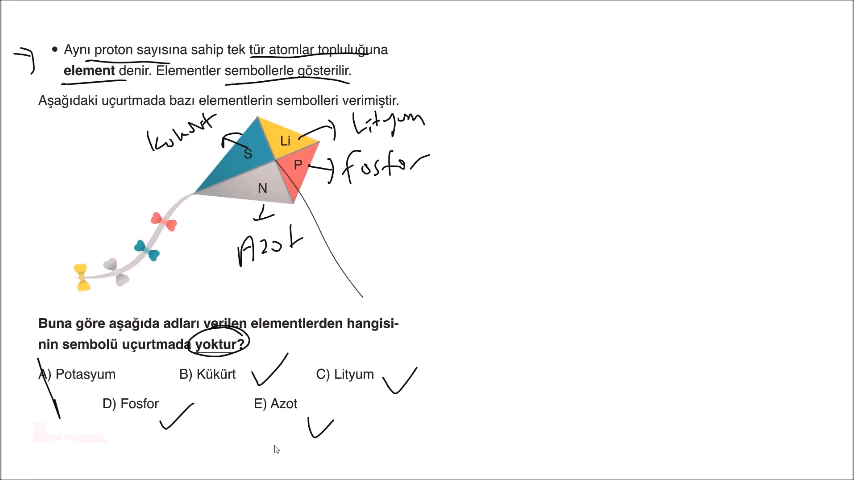 • Aynı proton sayısına sahip tek tür atomlar topluluğuna
element denir. Elementler sembollerle gösterilir.
Aşağıdaki uçurtmada bazı elementlerin sembolleri verimiştir.
Kükürt
Lityum
Li
S
P
Fosfor
N
Azot
Buna göre aşağıda adları verilen elementlerden hangisi-
nin sembolü uçurtmada yoktur?
A) Potasyum B) Kükürt C) Lityum
D) Fosfor E) Azot